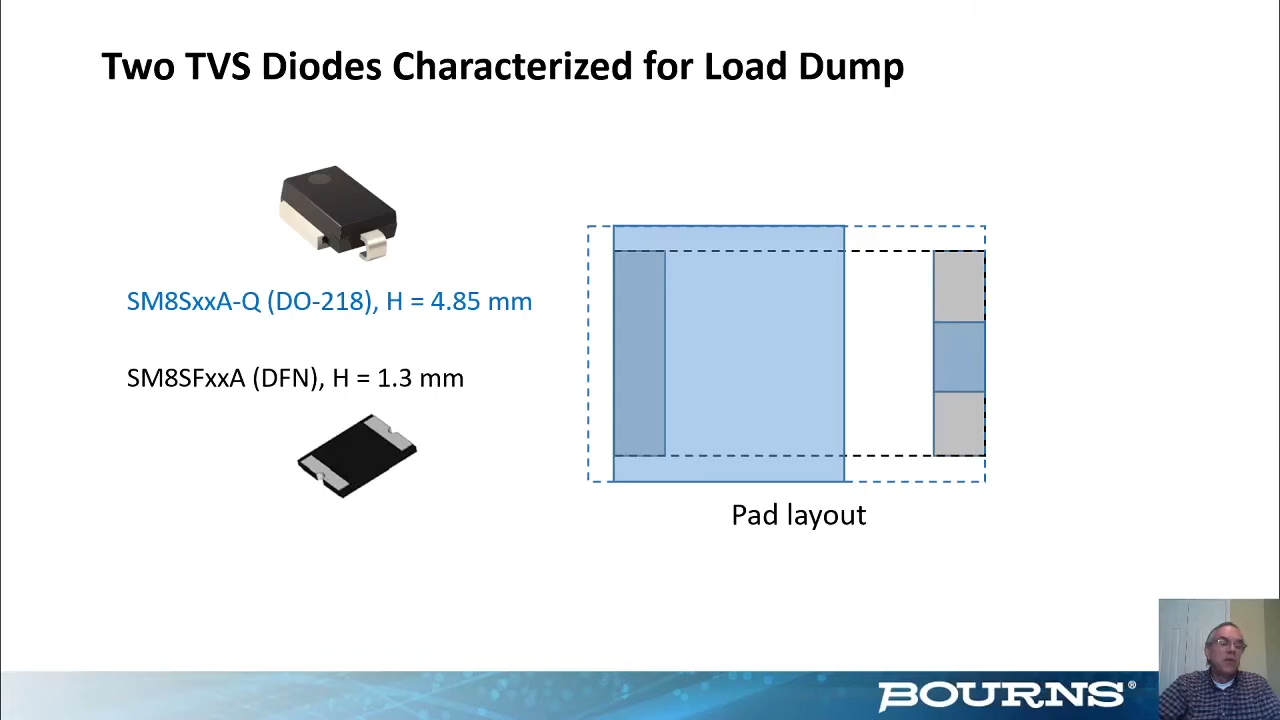 Two TVS Diodes Characterized for Load Dump
SM8SxxA-Q (DO-218), H = 4.85 mm
SM8SFxxA (DFN), H = 1.3 mm
Pad layout
BOURNS®